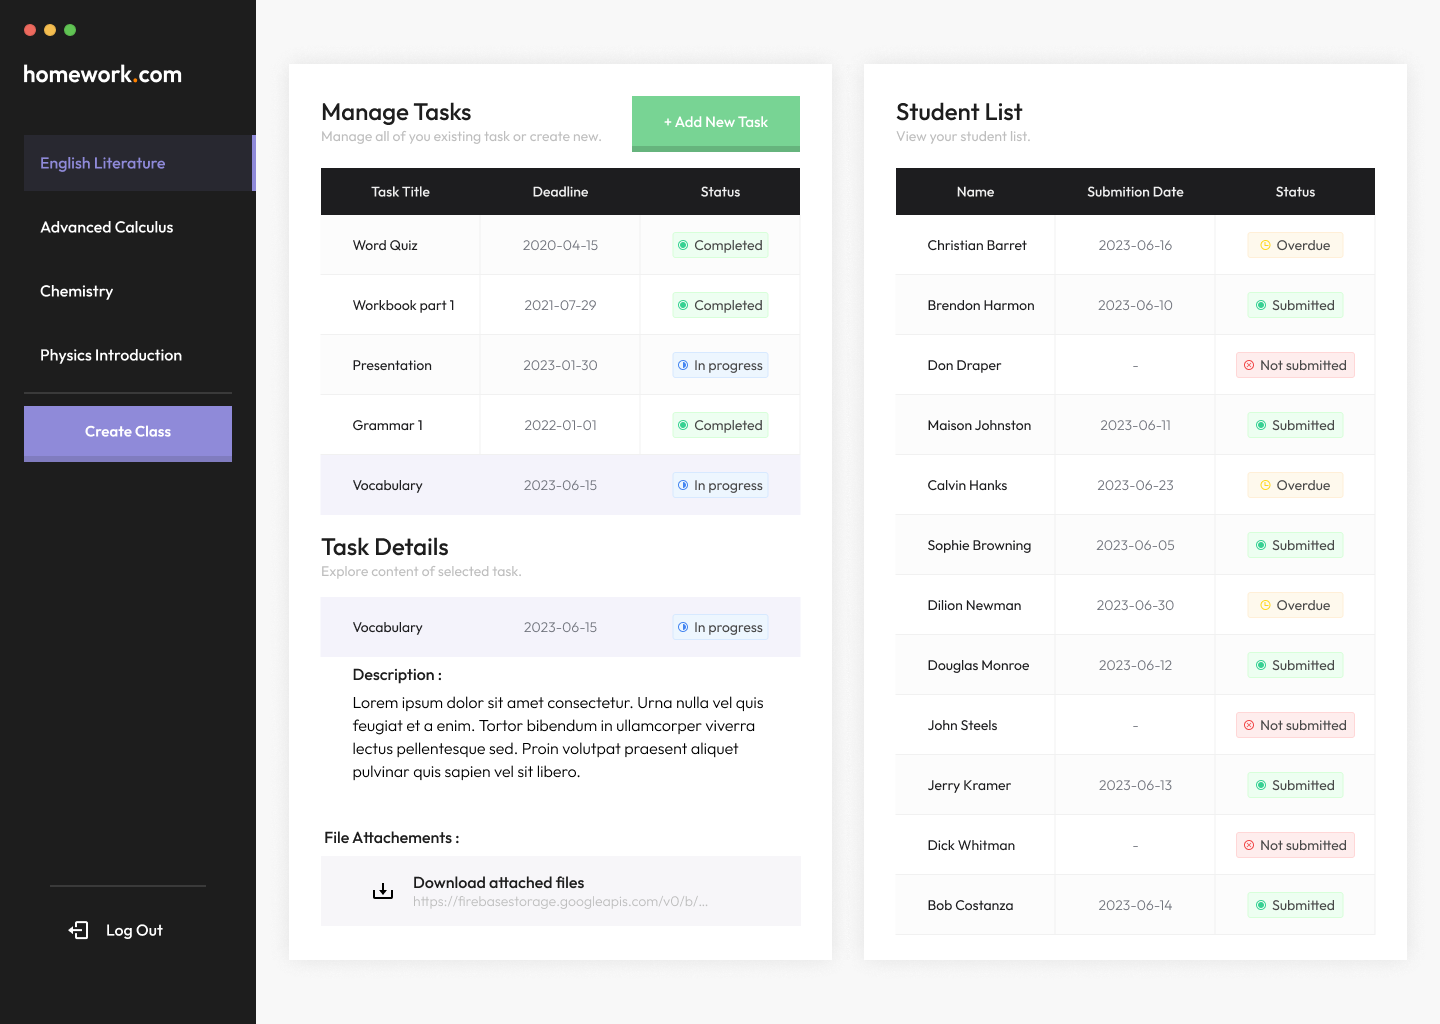 homework.com
English Literature
Advanced Calculus
Chemistry
Physics Introduction
Create Class
Log Out
Manage Tasks
Manage all of you existing task or create new.
+ Add New Task
Task Title Deadline Status
Word Quiz 2020-04-15 Completed
Workbook part 1 2021-07-29 Completed
Presentation 2023-01-30 In progress
Grammar 1 2022-01-01 Completed
Vocabulary 2023-06-15 In progress
Task Details
Explore content of selected task.
Vocabulary 2023-06-15 In progress
Description :
Lorem ipsum dolor sit amet consectetur. Urna nulla vel quis
feugiat et a enim. Tortor bibendum in ullamcorper viverra
lectus pellentesque sed. Proin volutpat praesent aliquet
pulvinar quis sapien vel sit libero.
File Attachements :
Download attached files
https://firebasestorage.googleapis.com/v0/b/...
Student List
View your student list.
Name Submition Date Status
Christian Barret 2023-06-16 Overdue
Brendon Harmon 2023-06-10 Submitted
Don Draper - Not submitted
Maison Johnston 2023-06-11 Submitted
Calvin Hanks 2023-06-23 Overdue
Sophie Browning 2023-06-05 Submitted
Dilion Newman 2023-06-30 Overdue
Douglas Monroe 2023-06-12 Submitted
John Steels - Not submitted
Jerry Kramer 2023-06-13 Submitted
Dick Whitman - Not submitted
Bob Costanza 2023-06-14 Submitted